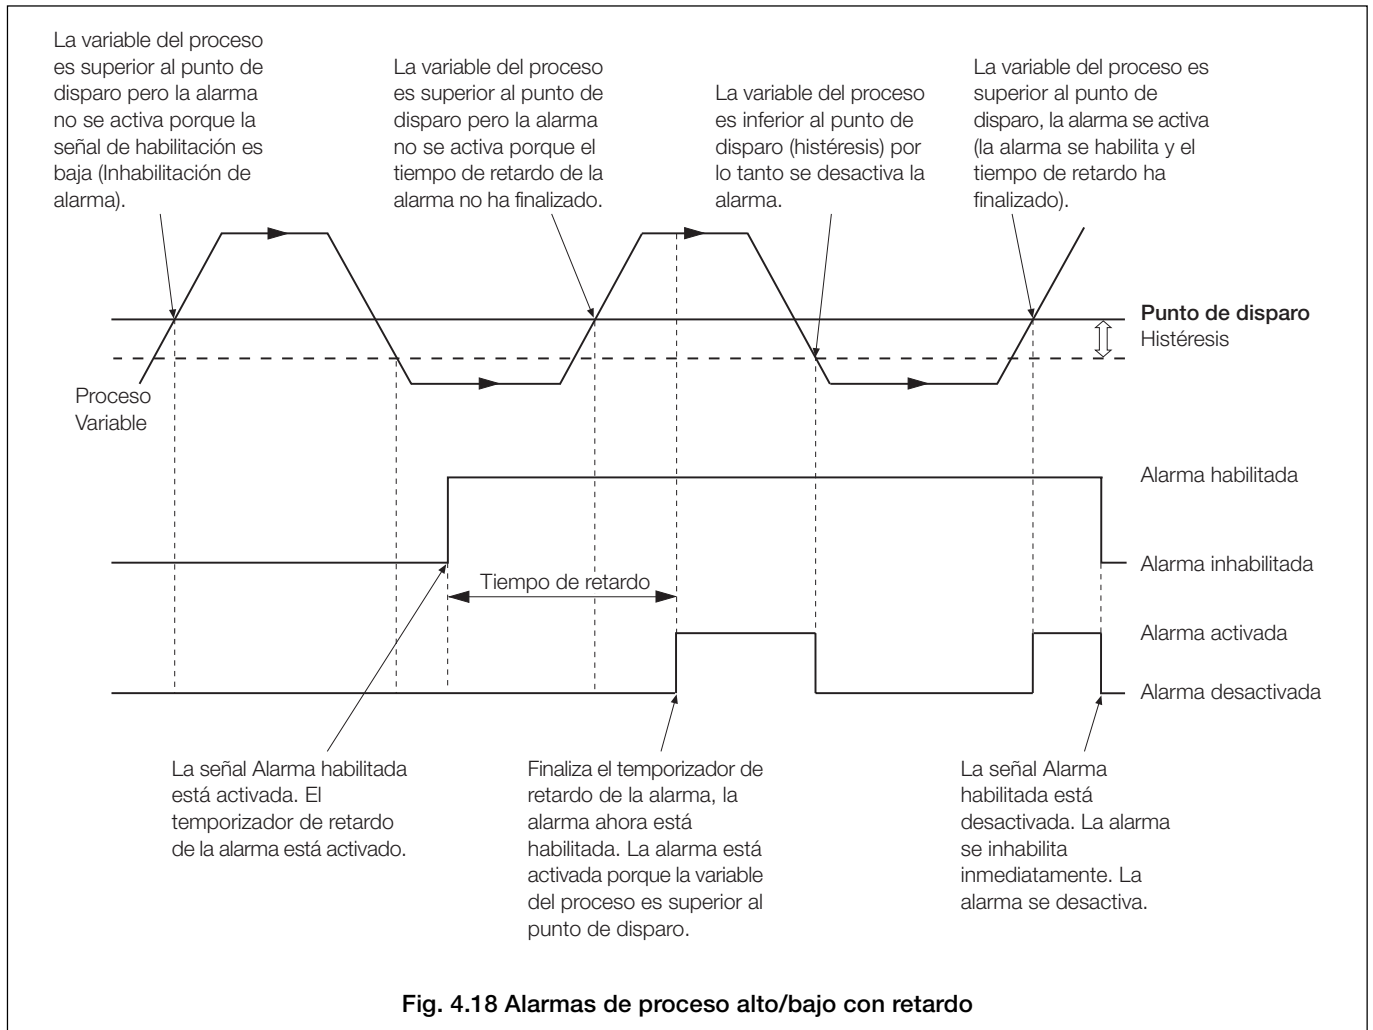 La variable del proceso
es superior al punto de
disparo pero la alarma
no se activa porque la
señal de habilitación es
baja (Inhabilitación de
alarma).
La variable del proceso
es superior al punto de
disparo pero la alarma
no se activa porque el
tiempo de retardo de la
alarma no ha finalizado.
La variable del proceso
es inferior al punto de
disparo (histéresis) por
lo tanto se desactiva la
alarma.
La variable del proceso es
superior al punto de
disparo, la alarma se activa
(la alarma se habilita y el
tiempo de retardo ha
finalizado).
Punto de disparo
Histéresis
Proceso
Variable
Alarma habilitada
Alarma inhabilitada
Tiempo de retardo
Alarma activada
Alarma desactivada
La señal Alarma habilitada
está activada. El
temporizador de retardo
de la alarma está activado.
Finaliza el temporizador de
retardo de la alarma, la
alarma ahora está
habilitada. La alarma está
activada porque la variable
del proceso es superior al
punto de disparo.
La señal Alarma
habilitada está
desactivada. La alarma
se inhabilita
inmediatamente. La
alarma se desactiva.
Fig. 4.18 Alarmas de proceso alto/bajo con retardo